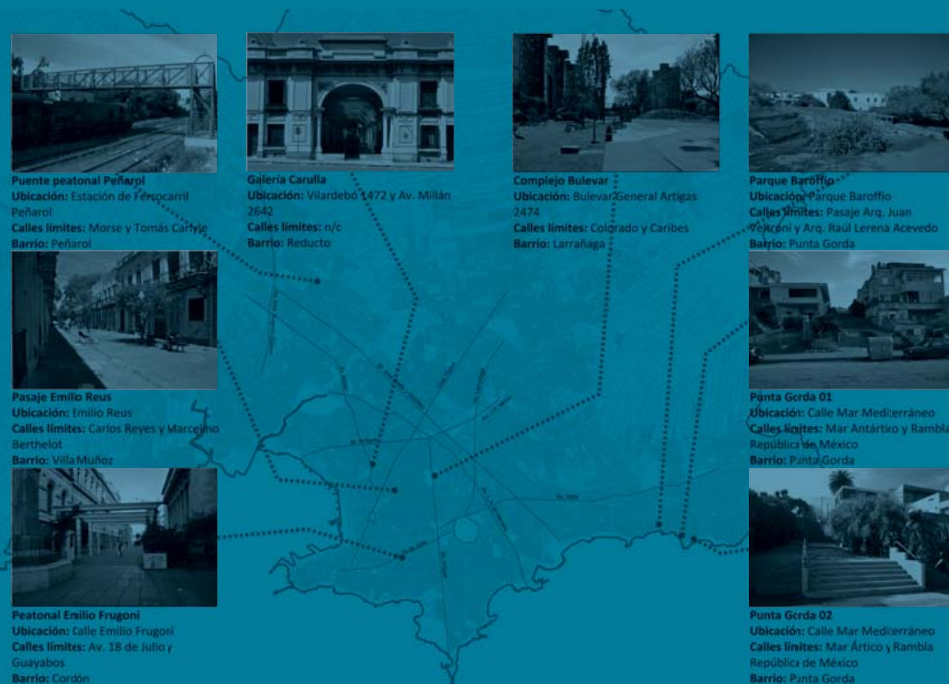 Puente peatonal Peñarol
Ubicación: Estación de Ferrocarril
Peñarol
Calles límites: Morse y Tomás Carlyle
Barrio: Peñarol
Galería Carulla
Ubicación: Vilardebó 1472 y Av. Millán
2642
Calles límites: n/c
Barrio: Reducto
Complejo Bulevar
Ubicación: Bulevar General Artigas
2474
Calles límites: Colorado y Caribes
Barrio: Larrañaga
Parque Baroffio
Ubicación: Parque Baroffio
Calles límites: Pasaje Arq. Juan
Veltroni y Arq. Raúl Lerena Acevedo
Barrio: Punta Gorda
Pasaje Emilio Reus
Ubicación: Emilio Reus
Calles límites: Carlos Reyes y Marcelino
Berthelot
Barrio: Villa Muñoz
Punta Gorda 01
Ubicación: Calle Mar Mediterráneo
Calles límites: Mar Antártico y Rambla
República de México
Barrio: Punta Gorda
Peatonal Emilio Frugoni
Ubicación: Calle Emilio Frugoni
Calles límites: Av. 18 de Julio y
Guayabos
Barrio: Cordón
Punta Gorda 02
Ubicación: Calle Mar Mediterráneo
Calles límites: Mar Ártico y Rambla
República de México
Barrio: Punta Gorda